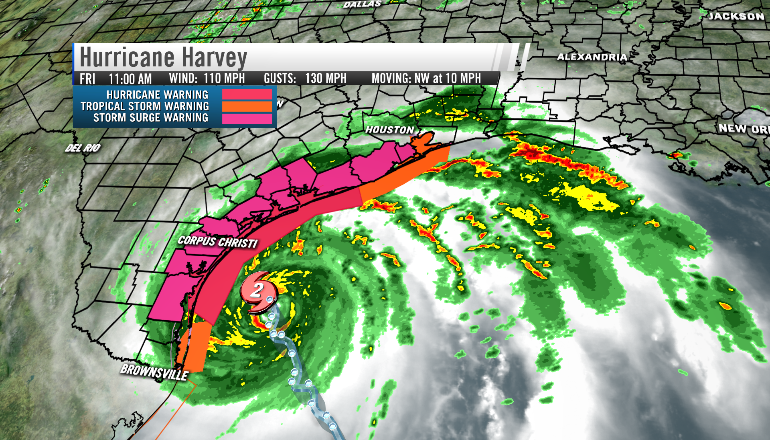 DALLAS
JACKSON
Hurricane Harvey
ALEXANDRIA
FRI 11:00 AM WIND: 110 MPH GUSTS: 130 MPH MOVING: NW at 10 MPH
HURRICANE WARNING
TROPICAL STORM WARNING
STORM SURGE WARNING
HOUSTON
NEW OR
DEL RIO
CORPUS CHRISTI
2
BROWNSVILLE